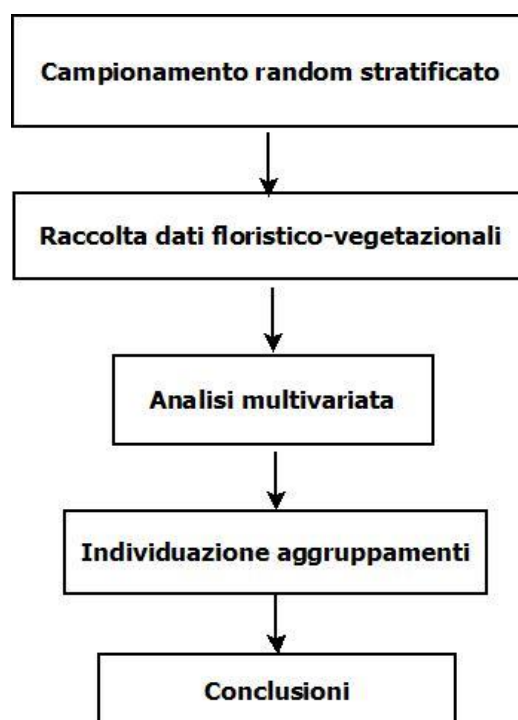 Campionamento random stratificato
Raccolta dati floristico-vegetazionali
Analisi multivariata
Individuazione aggruppamenti
Conclusioni